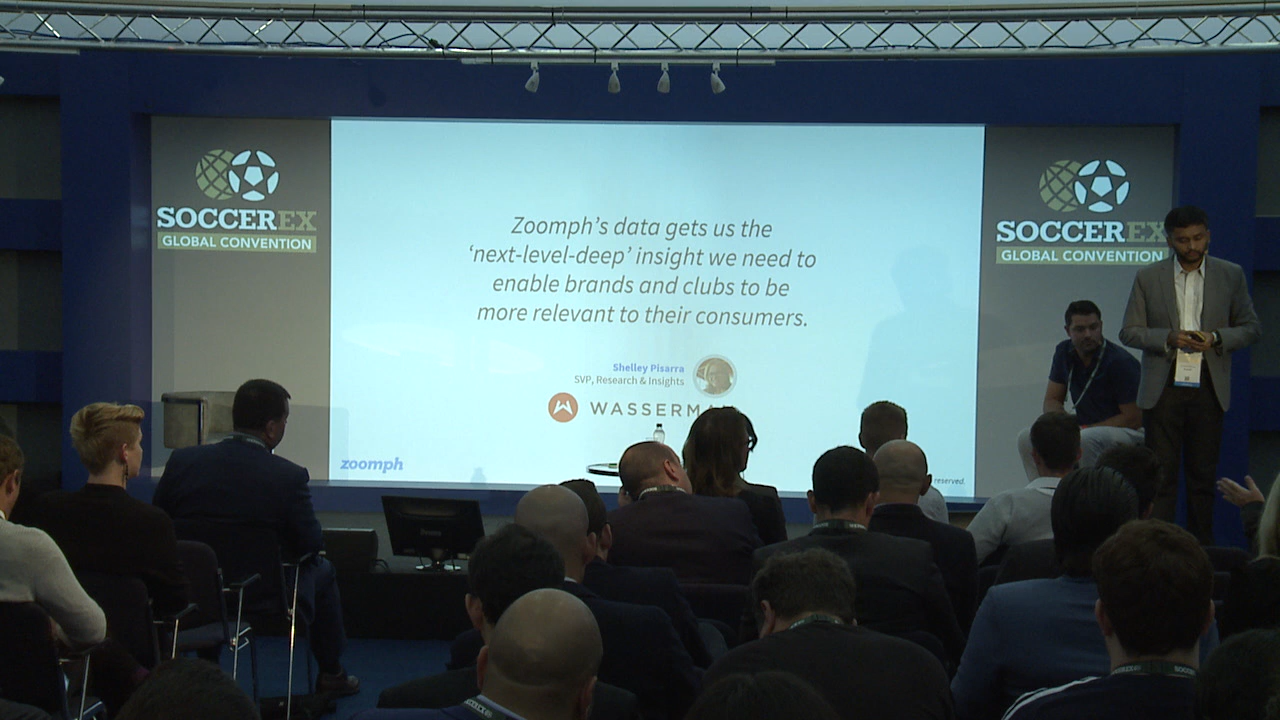 SOCCEREX
GLOBAL CONVENTION
Zoomph's data gets us the
'next-level-deep' insight we need to
enable brands and clubs to be
more relevant to their consumers.
Shelley Pisarra
SVP, Research & Insights
WASSERMA
zoomph
reserved.
SOCCEREX
GLOBAL CONVENTION